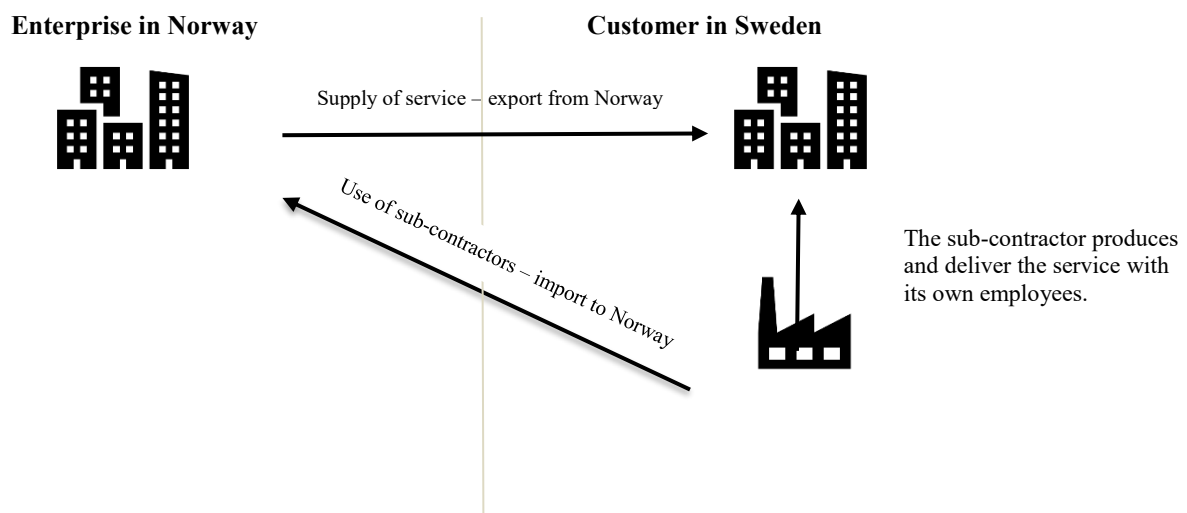 Enterprise in Norway
Customer in Sweden
Supply of service – export from Norway
Use of sub-contractors – import to Norway
The sub-contractor produces
and deliver the service with
its own employees.